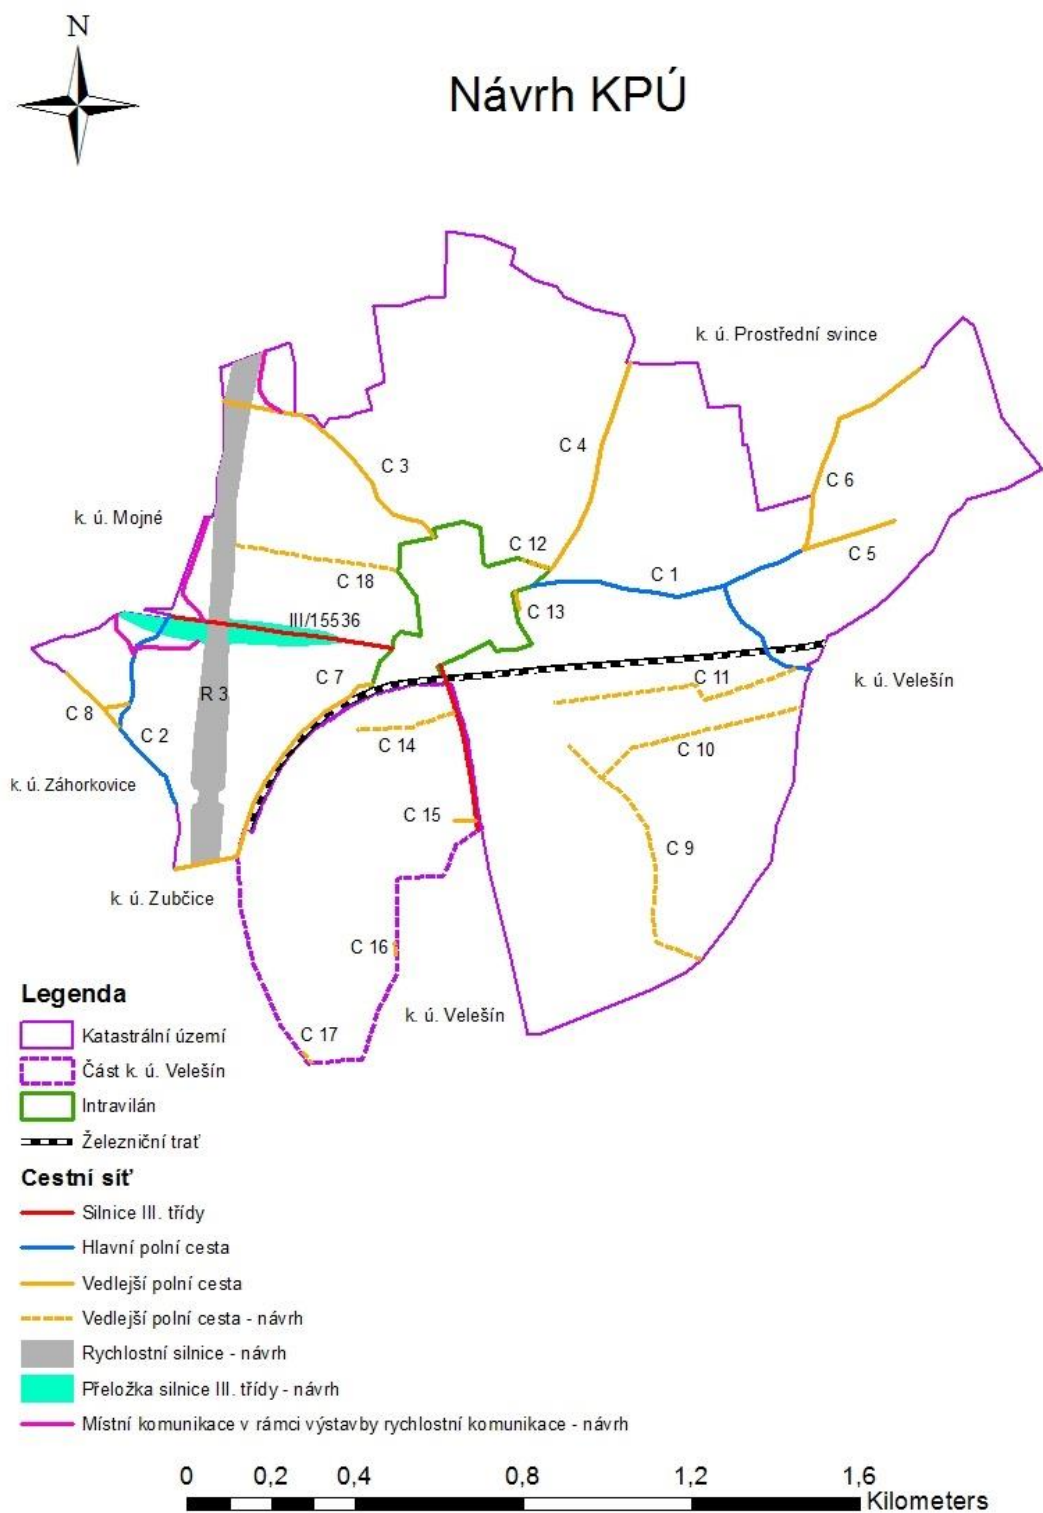 N
Návrh KPÚ
k. ú. Prostřední svince
C 4
C 3
C 6
k. ú. Mojné
C 12
C 5
C 18
C 1
C 13
III/15536
C 7
C 11
k. ú. Velešín
R 3
C 8
C 2
C 14
C 10
k. ú. Záhorkovice
C 15
C 9
k. ú. Zubčice
C 16
k. ú. Velešín
C 17
Legenda
Katastrální území
Část k. ú. Velešín
Intravilán
Železniční trať
Cestní síť
Silnice III. třídy
Hlavní polní cesta
Vedlejší polní cesta
Vedlejší polní cesta - návrh
Rychlostní silnice - návrh
Přeložka silnice III. třídy - návrh
Místní komunikace v rámci výstavby rychlostní komunikace - návrh
0 0,2 0,4 0,8 1,2 1,6
Kilometers